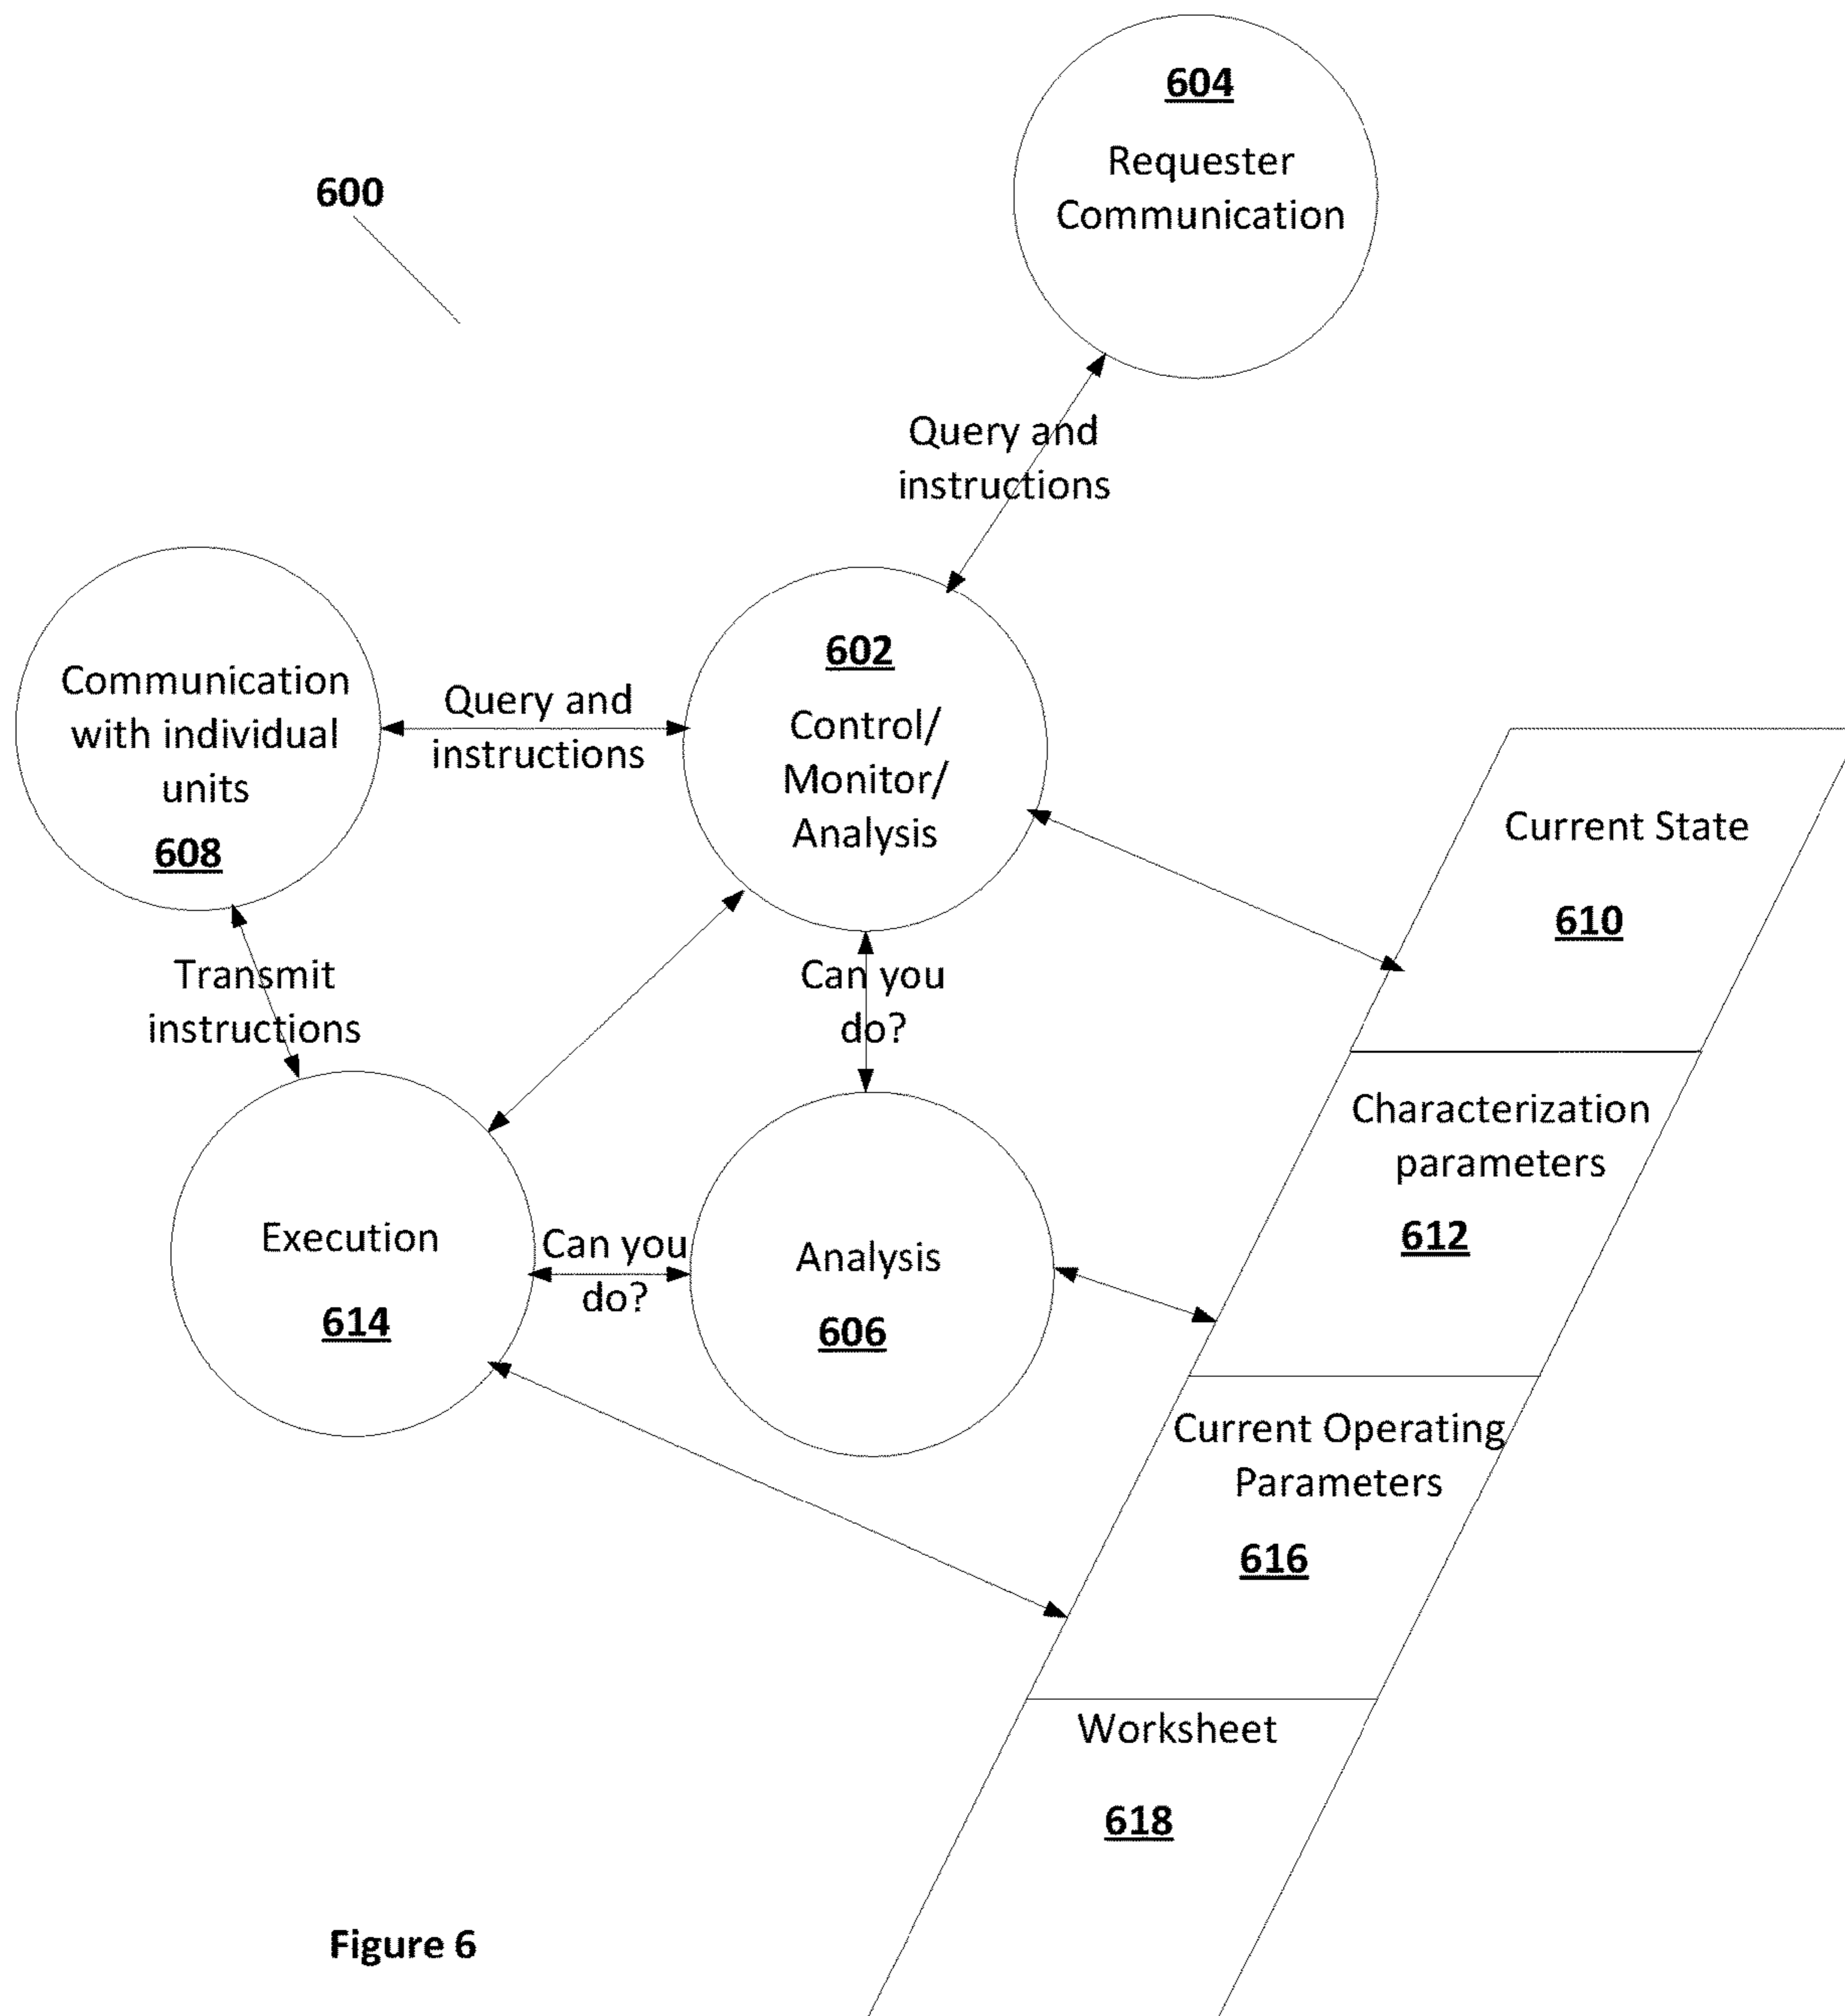 604
Requester
Communication
600
Query and
instructions
602
Control/
Monitor/
Analysis
Communication
with individual
units
608
Query and
instructions
Current State
610
Transmit
instructions
Can you
do?
Characterization
parameters
612
Execution
614
Can you
do?
Analysis
606
Current Operating
Parameters
616
Worksheet
618
Figure 6